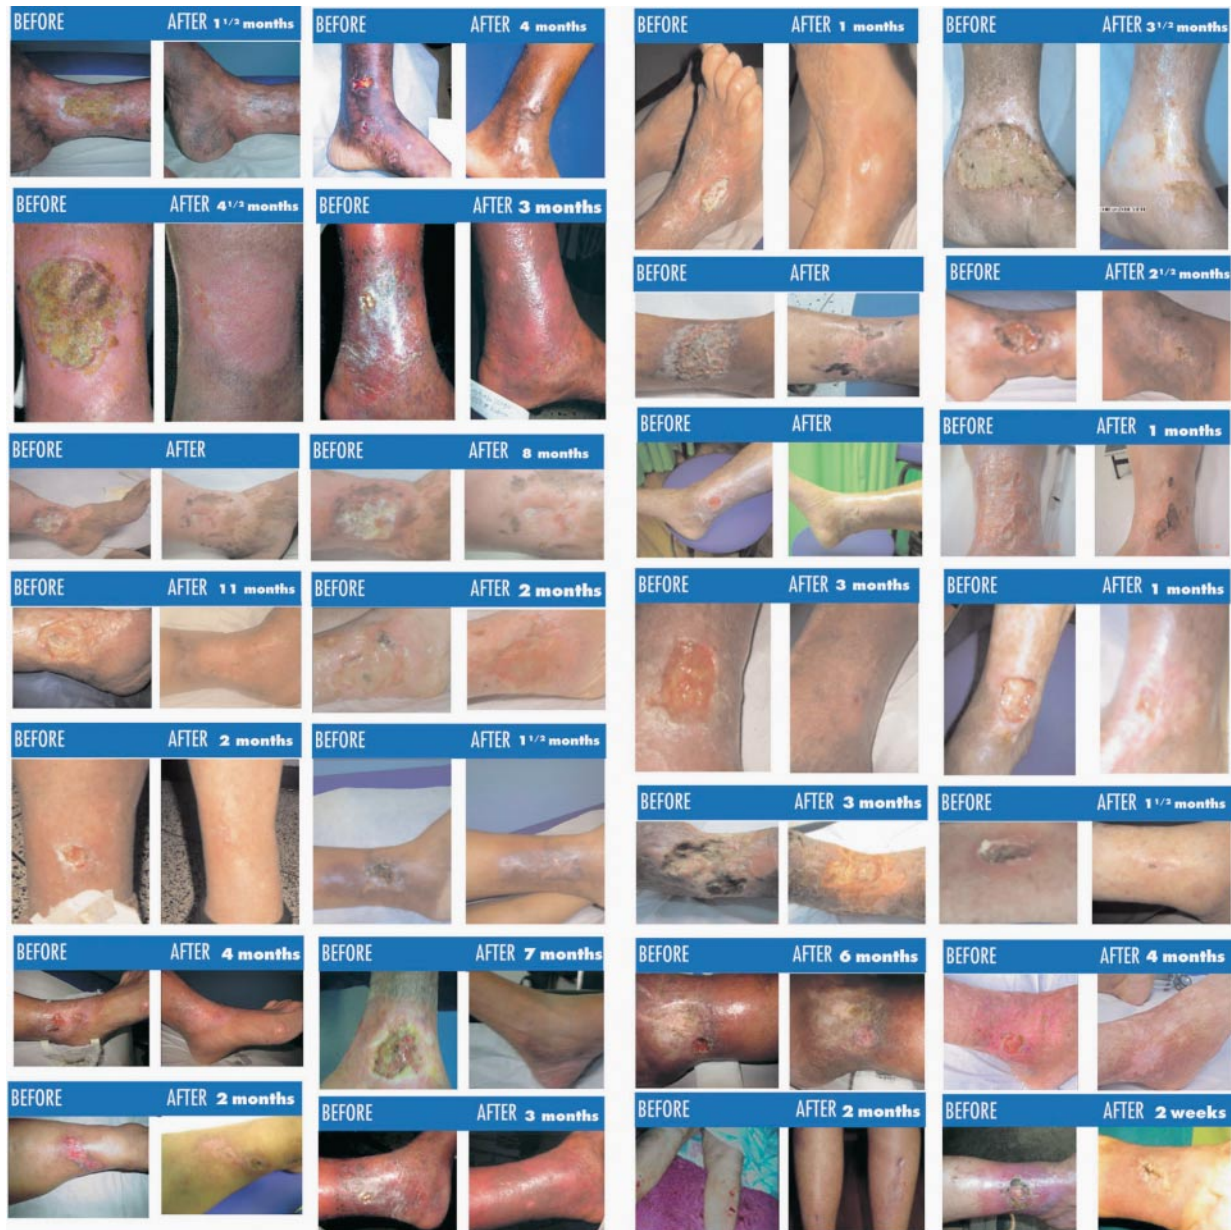 BEFORE AFTER 1 1/2 months
BEFORE AFTER 4 months
BEFORE AFTER 1 months
BEFORE AFTER 3 1/2 months
BEFORE AFTER 4 1/2 months
BEFORE AFTER 3 months
BEFORE AFTER
BEFORE AFTER 2 1/2 months
BEFORE AFTER
BEFORE AFTER 8 months
BEFORE AFTER
BEFORE AFTER 1 months
BEFORE AFTER 11 months
BEFORE AFTER 2 months
BEFORE AFTER 3 months
BEFORE AFTER 1 months
BEFORE AFTER 2 months
BEFORE AFTER 1 1/2 months
BEFORE AFTER 3 months
BEFORE AFTER 1 1/2 months
BEFORE AFTER 4 months
BEFORE AFTER 7 months
BEFORE AFTER 6 months
BEFORE AFTER 4 months
BEFORE AFTER 2 months
BEFORE AFTER 3 months
BEFORE AFTER 2 months
BEFORE AFTER 2 weeks